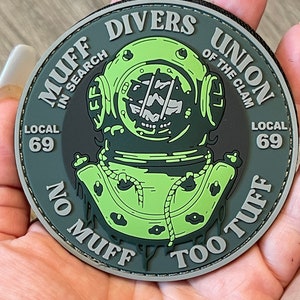 MUFF DIVERS UNION
IN SEARCH OF THE CLAM
LOCAL
69
LOCAL
69
NO MUFF TOO TUFF